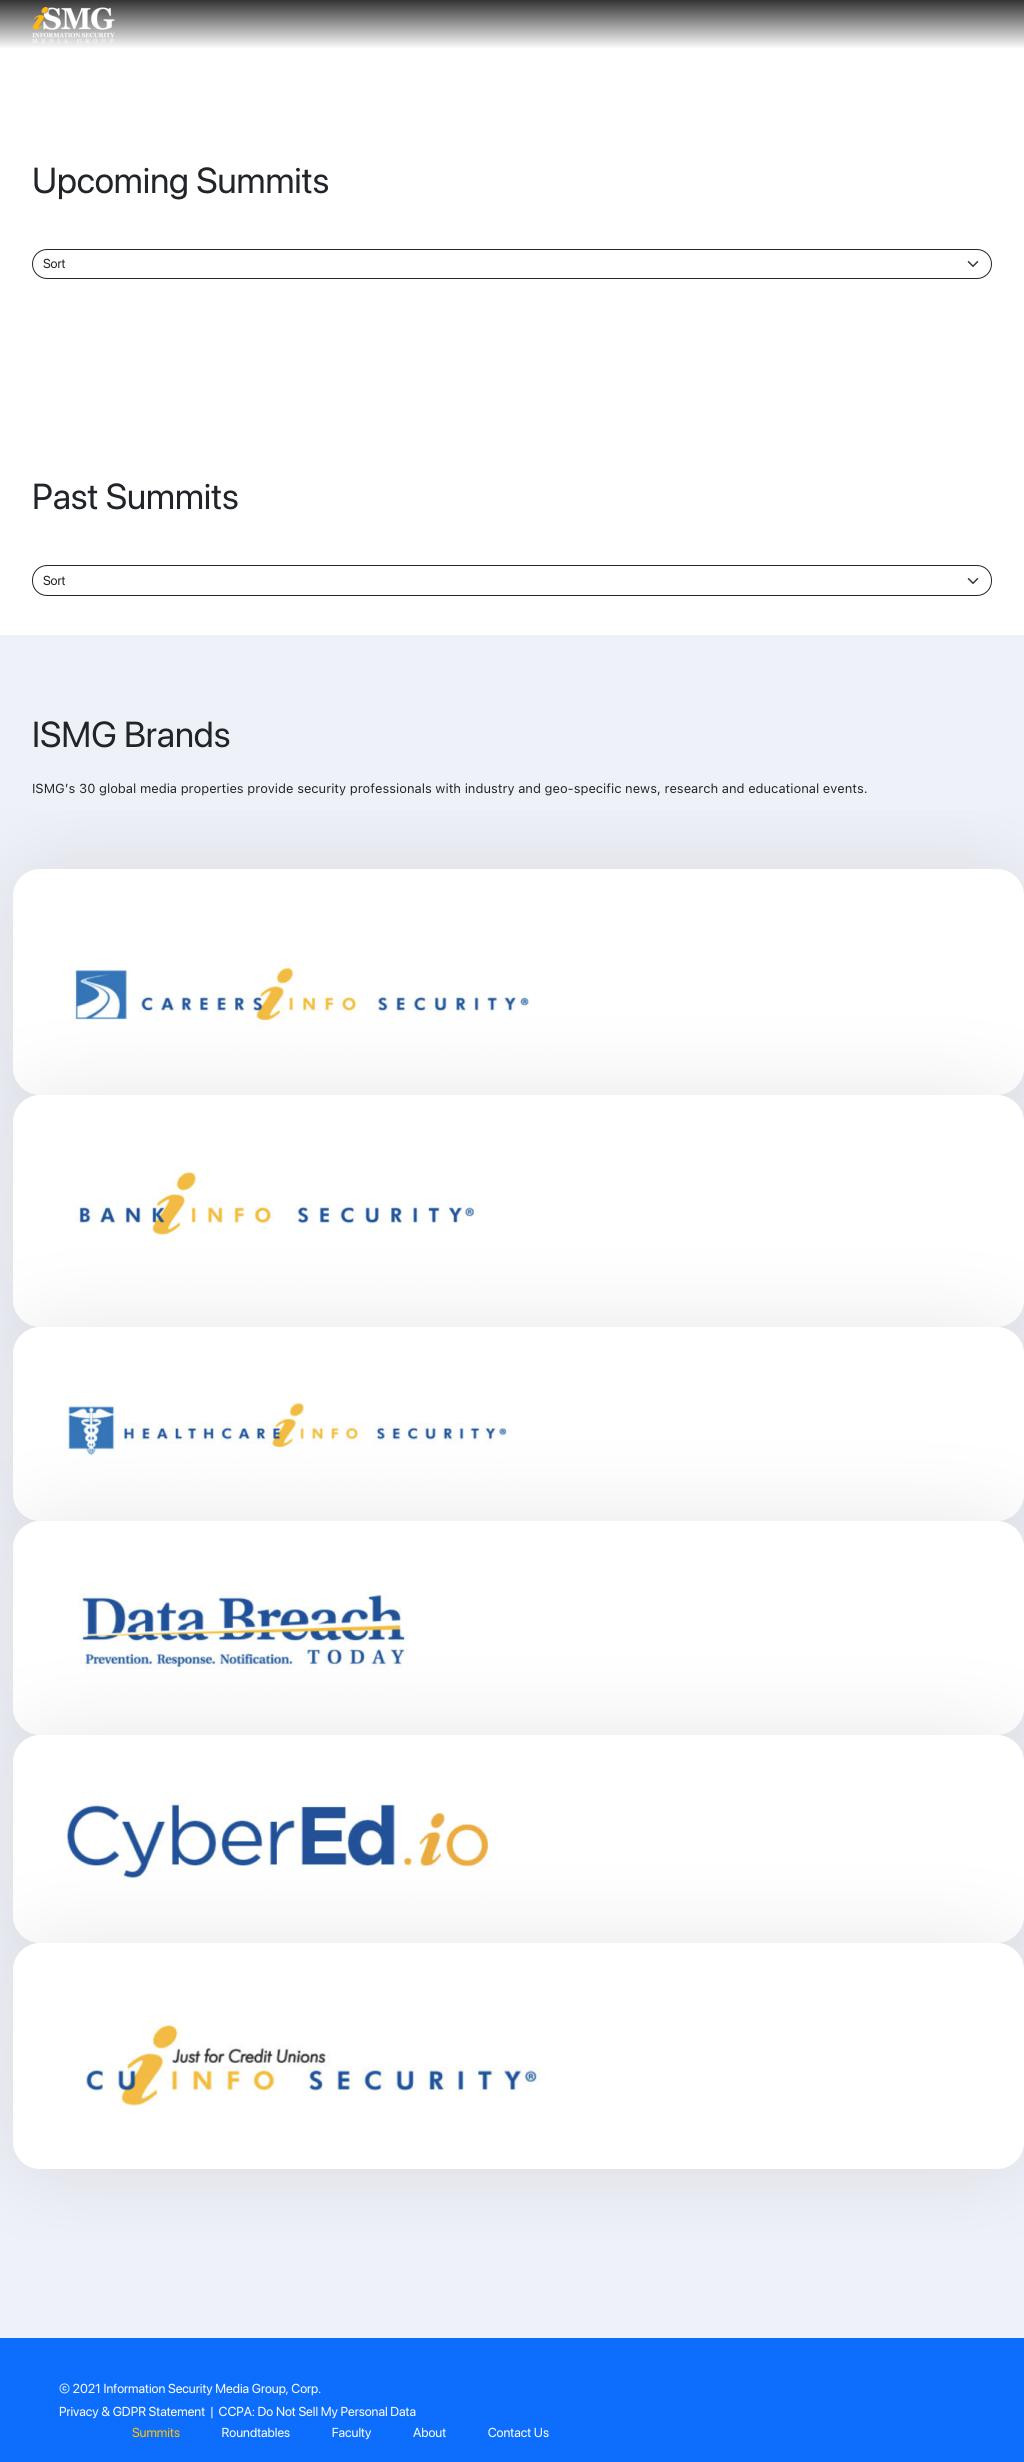 iSMG
INFORMATION SECURITY
MEDIA GROUP
Upcoming Summits
Sort
Past Summits
Sort
ISMG Brands
ISMG's 30 global media properties provide security professionals with industry and geo-specific news, research and educational events.
CAREERS iNFO SECURITY®
BANK iNFO SECURITY®
HEALTHCARE iNFO SECURITY®
Data Breach
Prevention. Response. Notification. TODAY
CyberEd.io
Just for Credit Unions
CU iNFO SECURITY®
© 2021 Information Security Media Group, Corp.
Privacy & GDPR Statement | CCPA: Do Not Sell My Personal Data
Summits Roundtables Faculty About Contact Us